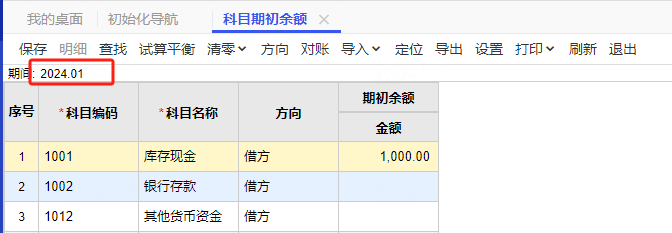 我的桌面 初始化导航 科目期初余额 ×
保存 明细 查找 试算平衡 清零 方向 对账 导入 定位 导出 设置 打印 刷新 退出
期间: 2024.01
序号 *科目编码 *科目名称 方向 期初余额
金额
1 1001 库存现金 借方 1,000.00
2 1002 银行存款 借方
3 1012 其他货币资金 借方